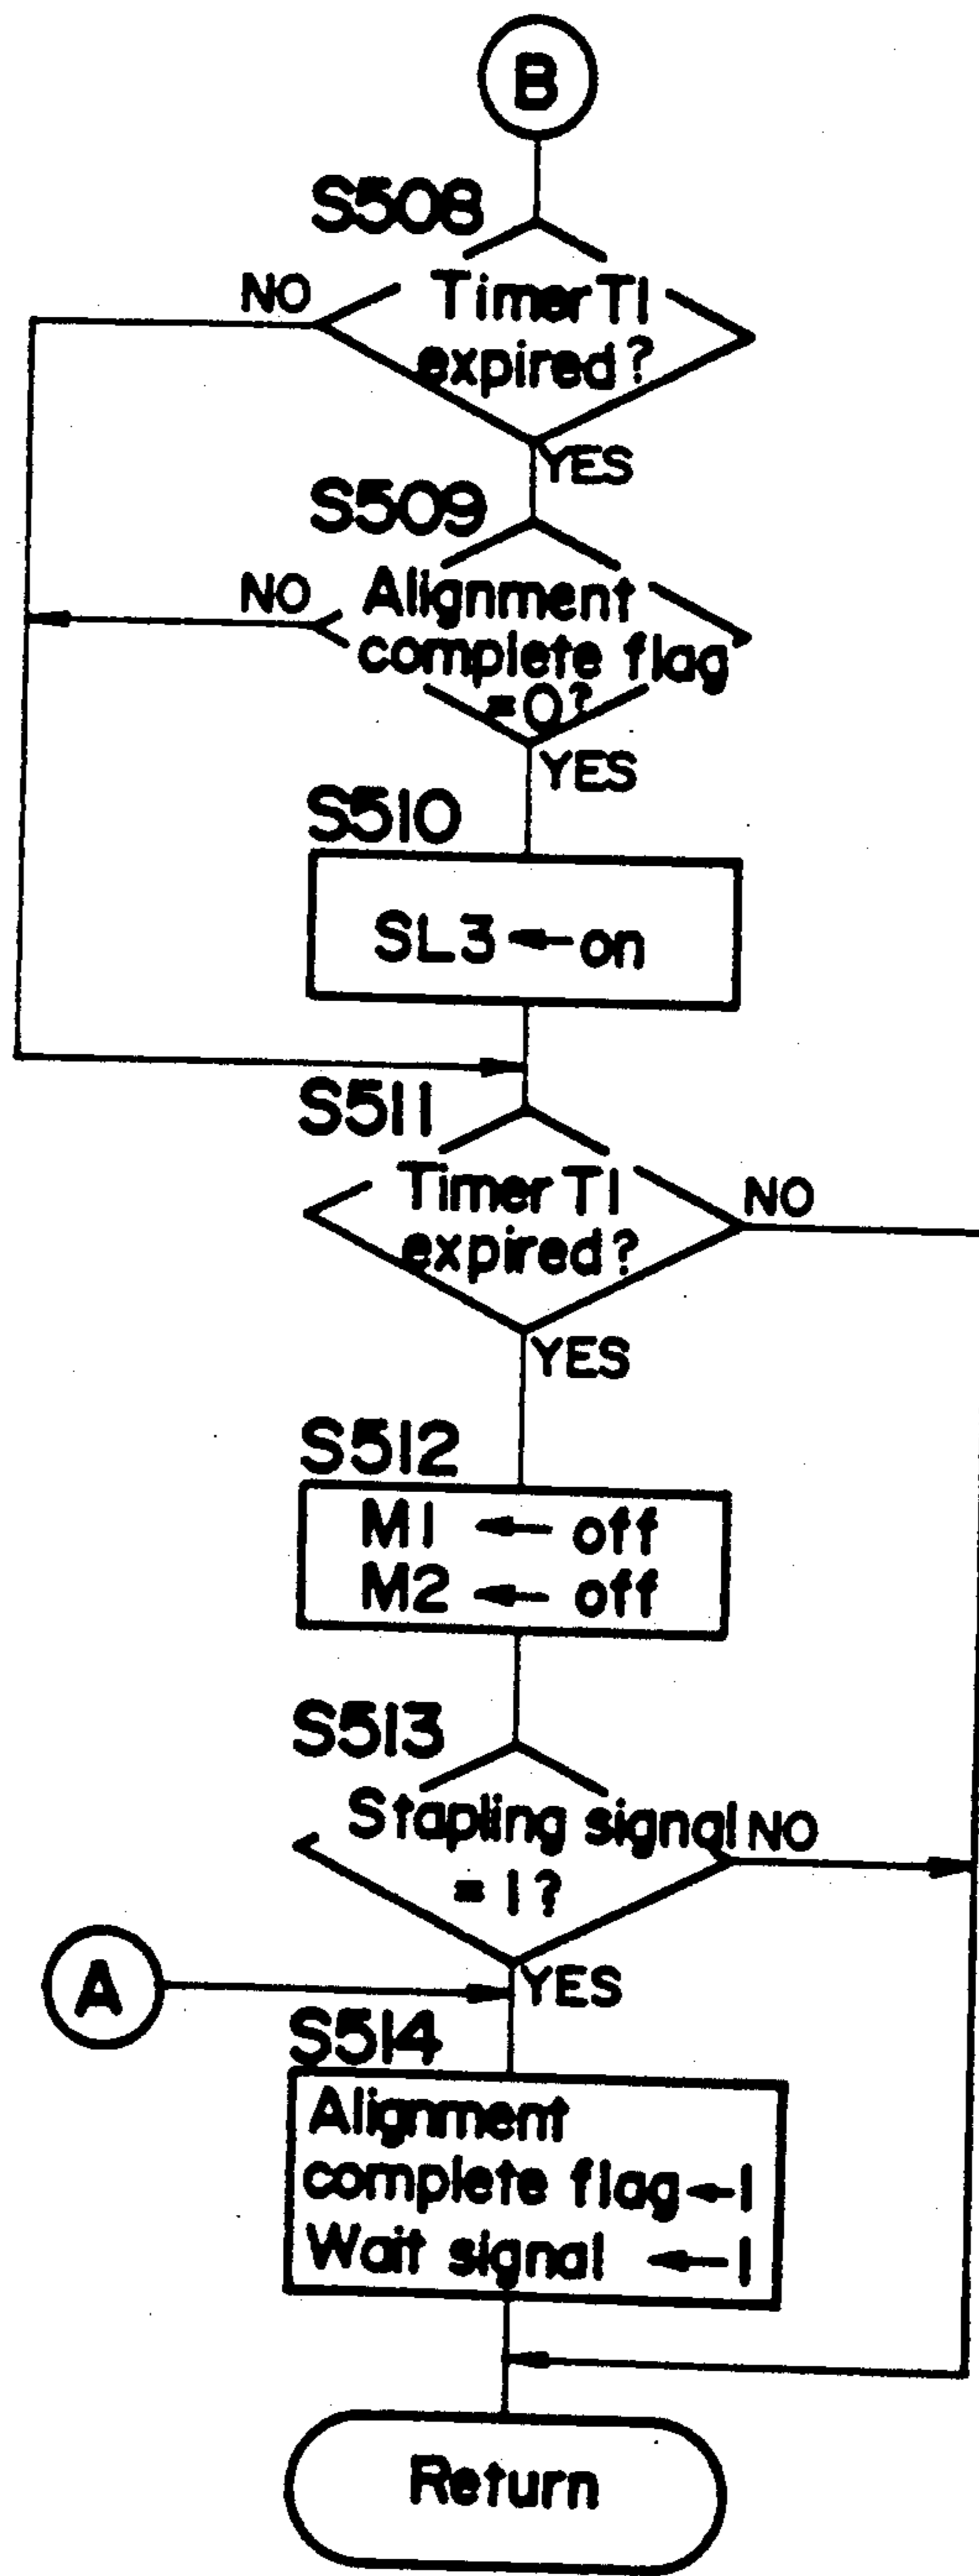 B
S508
NO
Timer T1
expired?
YES
S509
NO
Alignment
complete flag
=0?
YES
S510
SL3←on
S511
Timer T1
expired?
NO
YES
S512
M1 ← off
M2 ← off
S513
Stapling signal
= 1?
NO
A
YES
S514
Alignment
complete flag←1
Wait signal ←1
Return